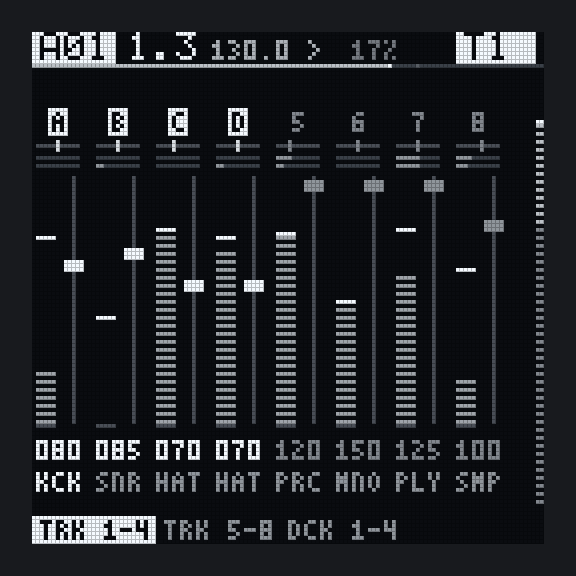 A01 1.3 130.0 > 17% T1
A B C D 5 6 7 8
080 085 070 070 120 150 125 100
KCK SNR HAT HAT PRC MNO PLY SMP
TRK 1-4 TRK 5-8 DCK 1-4